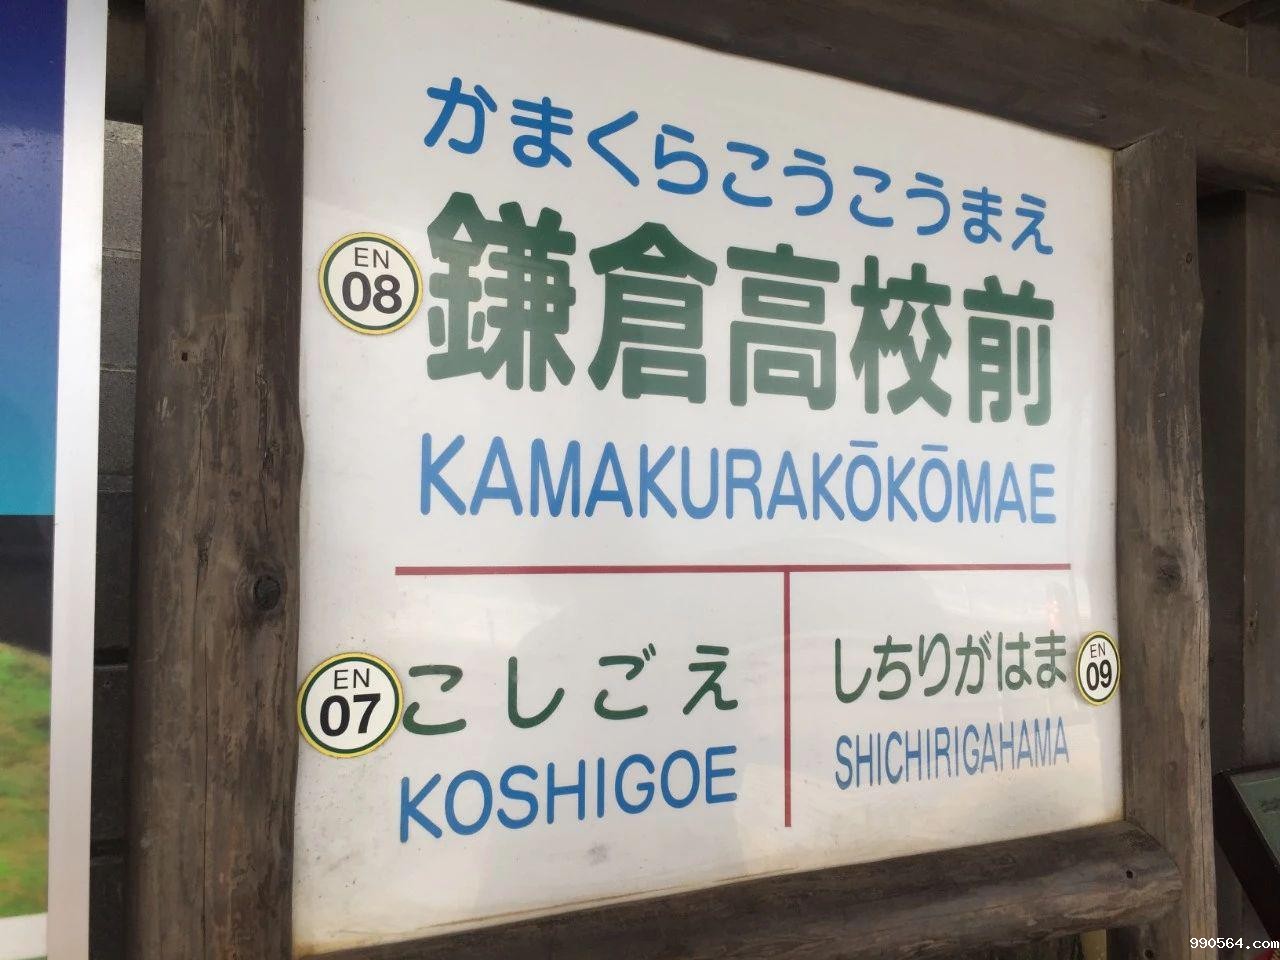 かまくらこうこうまえ
EN
08
鎌倉高校前
KAMAKURAKŌKŌMAE
EN
07
こしごえ
KOSHIGOE
しちりがはま
EN
09
SHICHIRIGAHAMA
990564.com